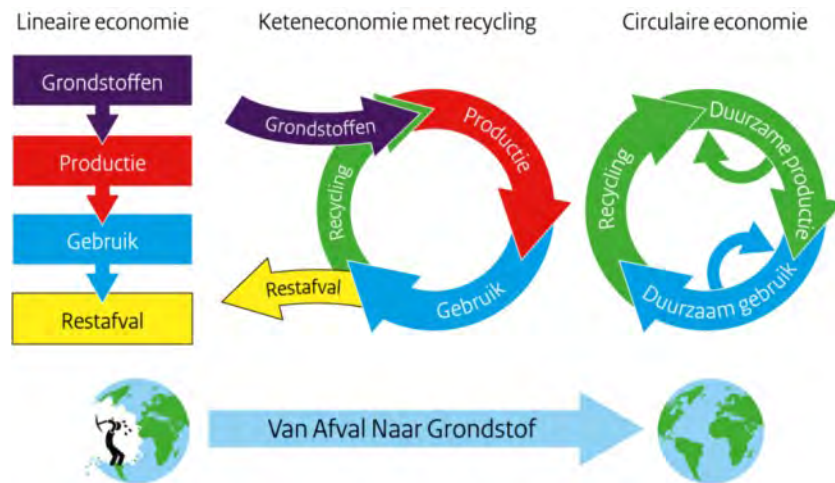 Lineaire economie
Grondstoffen
Productie
Gebruik
Restafval
Keteneconomie met recycling
Grondstoffen
Productie
Gebruik
Recycling
Restafval
Circulaire economie
Duurzame productie
Duurzaam gebruik
Recycling
Van Afval Naar Grondstof